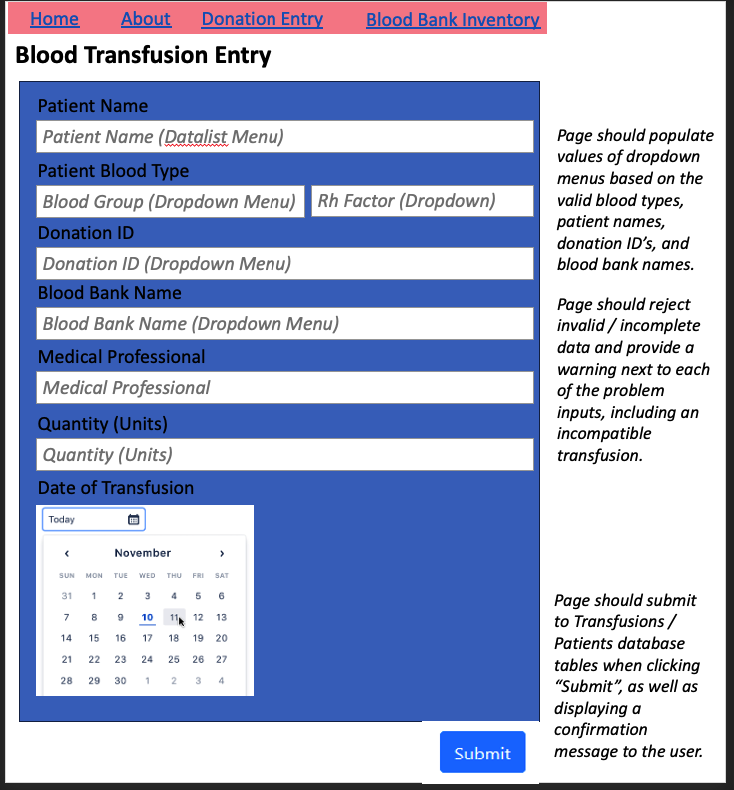 Home About Donation Entry Blood Bank Inventory
Blood Transfusion Entry
Patient Name
Patient Name (Datalist Menu)
Patient Blood Type
Blood Group (Dropdown Menu) Rh Factor (Dropdown)
Donation ID
Donation ID (Dropdown Menu)
Blood Bank Name
Blood Bank Name (Dropdown Menu)
Medical Professional
Medical Professional
Quantity (Units)
Quantity (Units)
Date of Transfusion
Today
‹ November ›
SUN MON TUE WED THU FRI SAT
31 1 2 3 4 5 6
7 8 9 10 11 12 13
14 15 16 17 18 19 20
21 22 23 24 25 26 27
28 29 30 1 2 3 4
Submit
Page should populate
values of dropdown
menus based on the
valid blood types,
patient names,
donation ID’s, and
blood bank names.
Page should reject
invalid / incomplete
data and provide a
warning next to each
of the problem
inputs, including an
incompatible
transfusion.
Page should submit
to Transfusions /
Patients database
tables when clicking
“Submit”, as well as
displaying a
confirmation
message to the user.